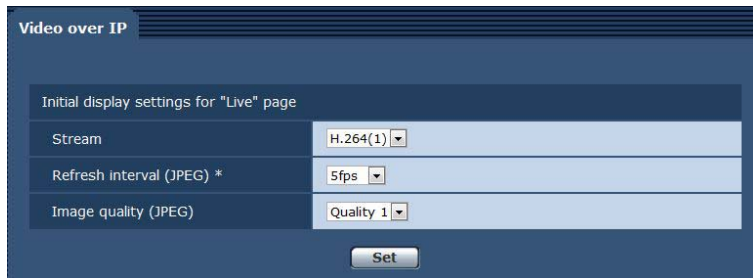 Video over IP
Initial display settings for "Live" page
Stream H.264(1)
Refresh interval (JPEG) * 5fps
Image quality (JPEG) Quality 1
Set